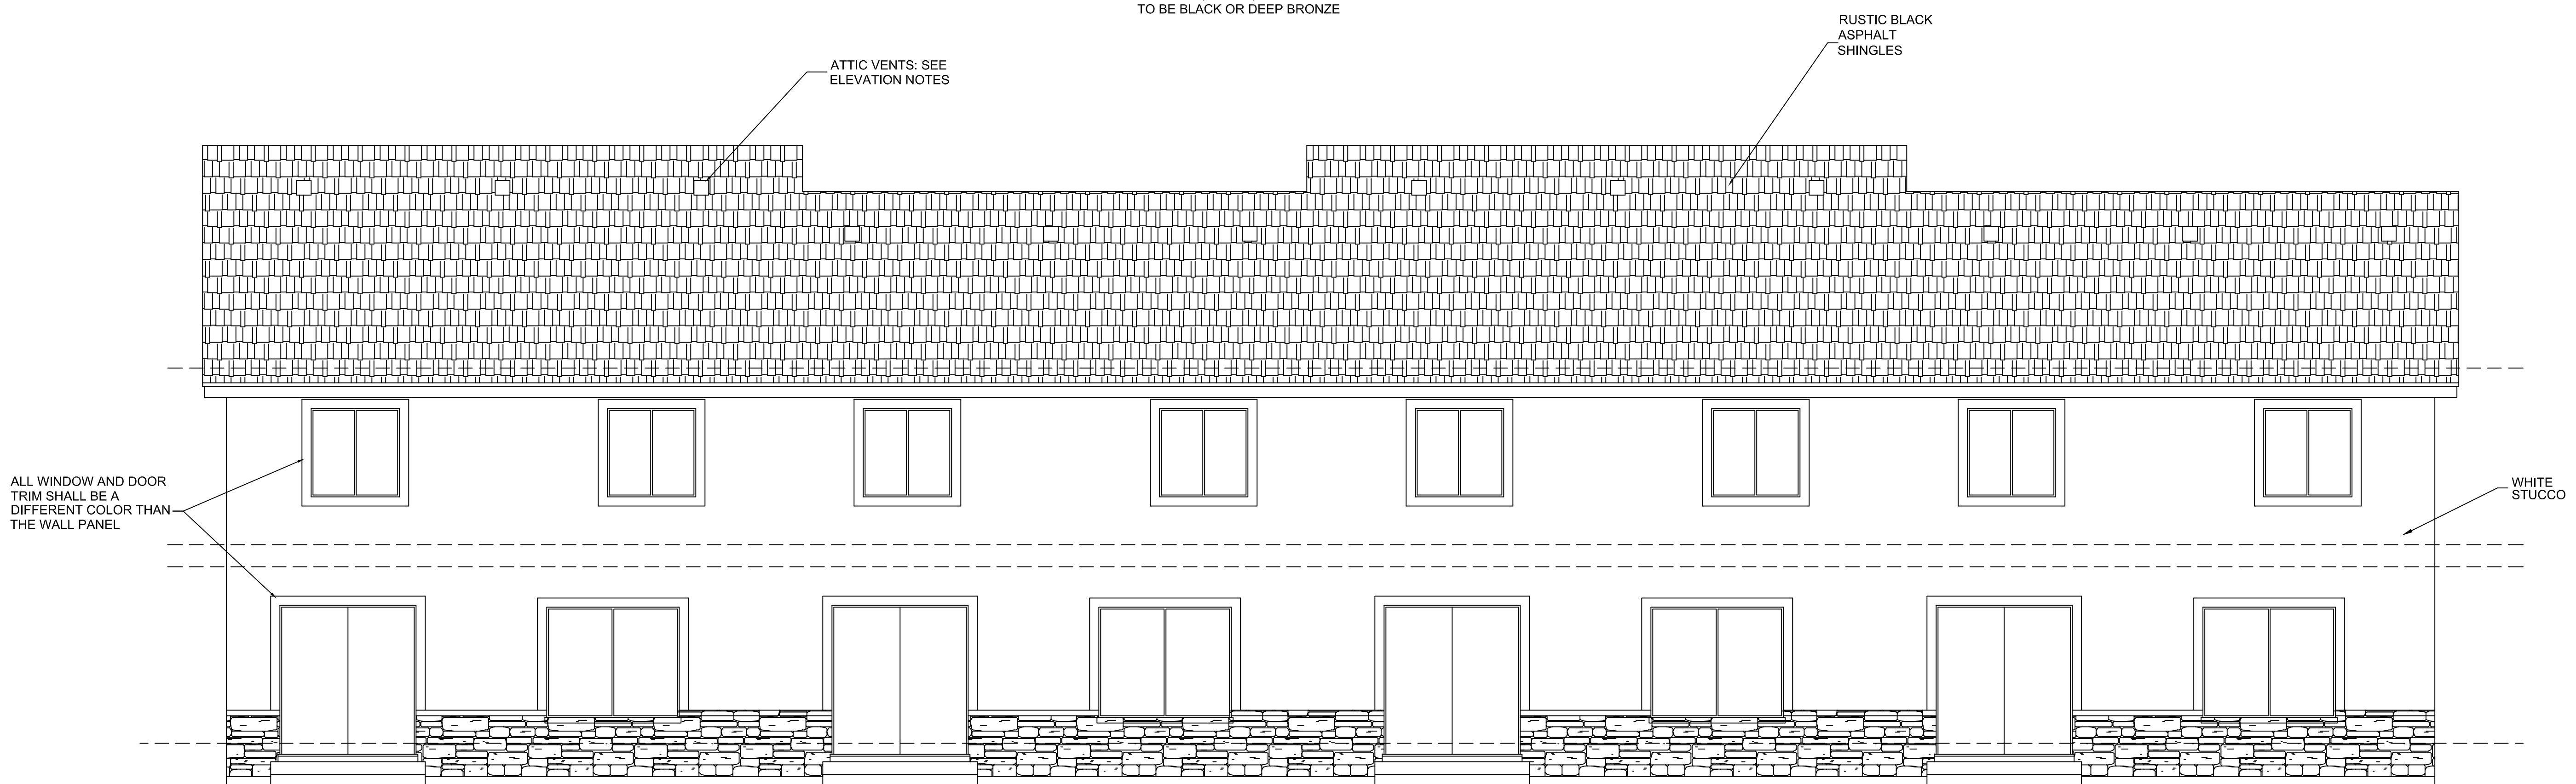 TO BE BLACK OR DEEP BRONZE
RUSTIC BLACK
ASPHALT
SHINGLES
ATTIC VENTS: SEE
ELEVATION NOTES
ALL WINDOW AND DOOR
TRIM SHALL BE A
DIFFERENT COLOR THAN
THE WALL PANEL
WHITE
STUCCO